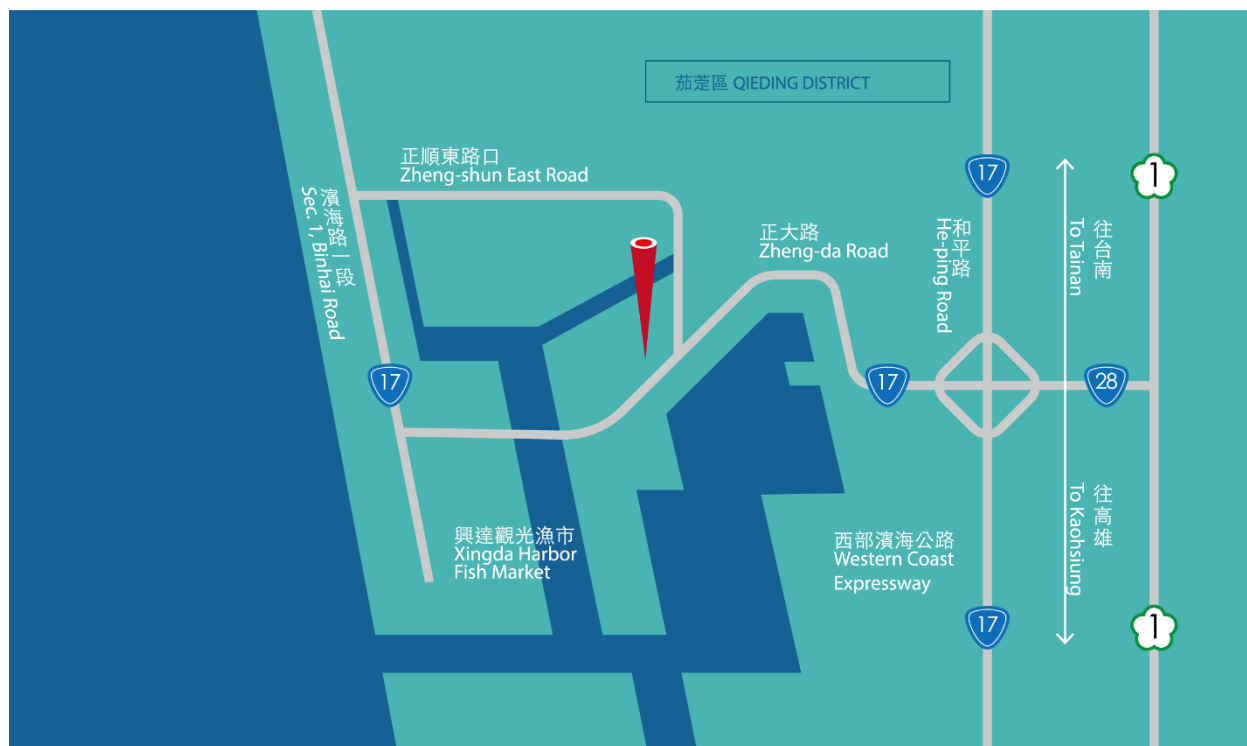 茄萣區 QIEDING DISTRICT
正順東路口
Zheng-shun East Road
濱海路一段
Sec. 1, Binhai Road
正大路
Zheng-da Road
和平路
He-ping Road
17
往台南
To Tainan
1
17
17
28
往高雄
To Kaohsiung
興達觀光漁市
Xingda Harbor
Fish Market
西部濱海公路
Western Coast
Expressway
17
1